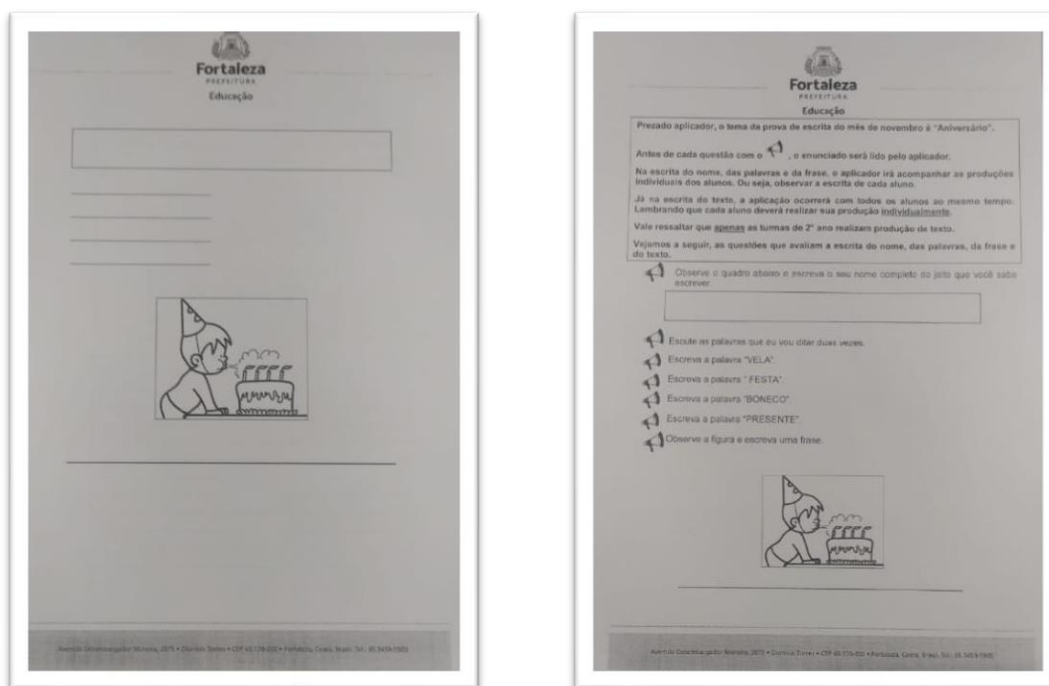 Fortaleza
PREFEITURA
Educação
Fortaleza
PREFEITURA
Educação
Prezado aplicador, o tema da prova de escrita do mês de novembro é “Aniversário”.
Antes de cada questão com o , o enunciado será lido pelo aplicador.
Na escrita do nome, das palavras e da frase, o aplicador irá acompanhar as produções
individuais dos alunos. Ou seja, observar a escrita de cada aluno.
Já na escrita do texto, a aplicação ocorrerá com todos os alunos ao mesmo tempo.
Lambrando que cada aluno deverá realizar sua produção individualmente.
Vale ressaltar que apenas as turmas de 2º ano realizam produção de texto.
Vejamos a seguir, as questões que avaliam a escrita do nome, das palavras, da frase e
do texto.
Observe o quadro abaixo e escreva o seu nome completo do jeito que você sabe
escrever.
Escute as palavras que eu vou ditar duas vezes.
Escreva a palavra “VELA”.
Escreva a palavra “ FESTA”.
Escreva a palavra “BONECO”.
Escreva a palavra “PRESENTE”.
Observe a figura e escreva uma frase.